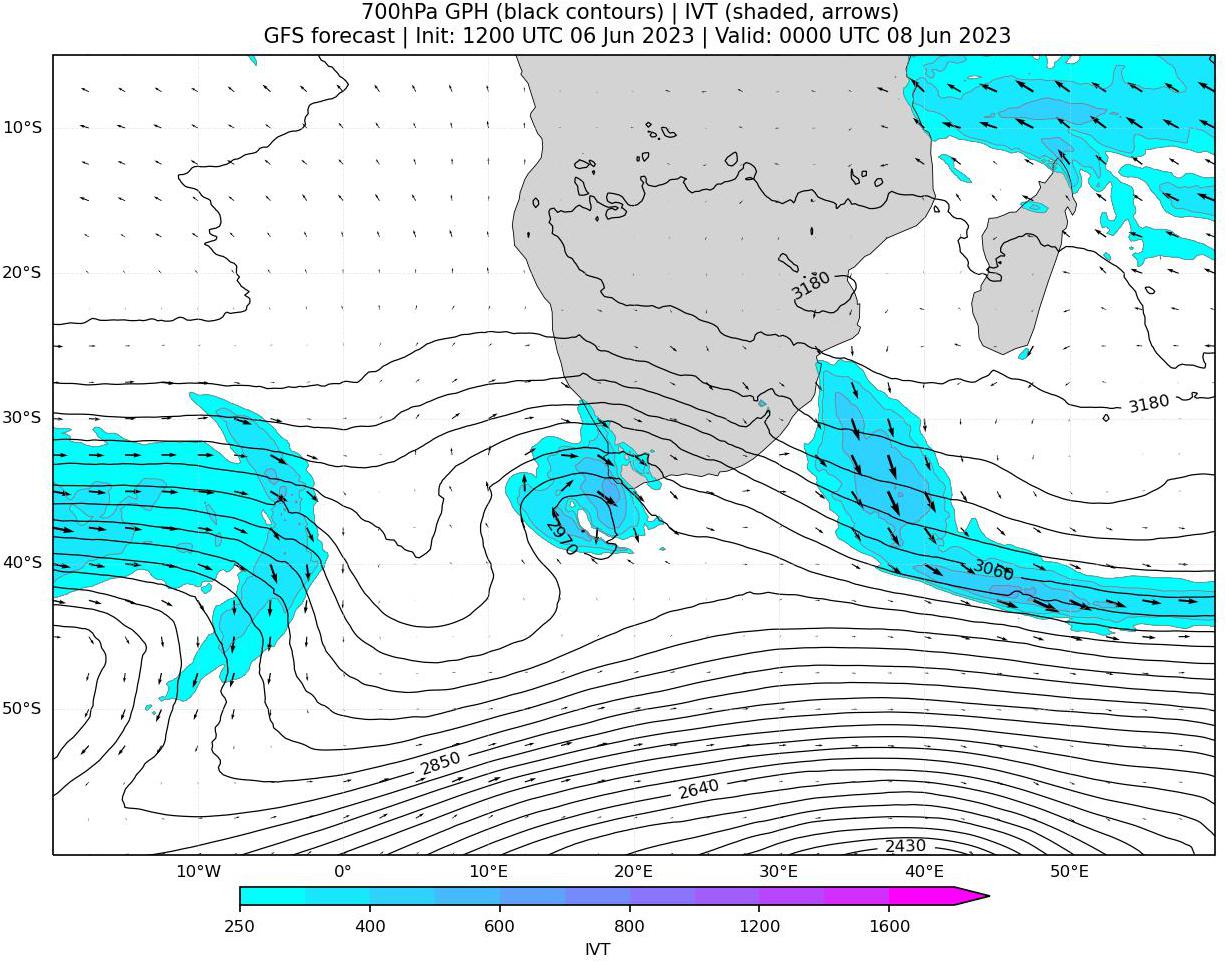 700hPa GPH (black contours) | IVT (shaded, arrows)
GFS forecast | Init: 1200 UTC 06 Jun 2023 | Valid: 0000 UTC 08 Jun 2023
10°S
20°S
3180
3180
30°S
2970
40°S
3060
50°S
2850
2640
2430
10°W 0° 10°E 20°E 30°E 40°E 50°E
250 400 600 800 1200 1600
IVT